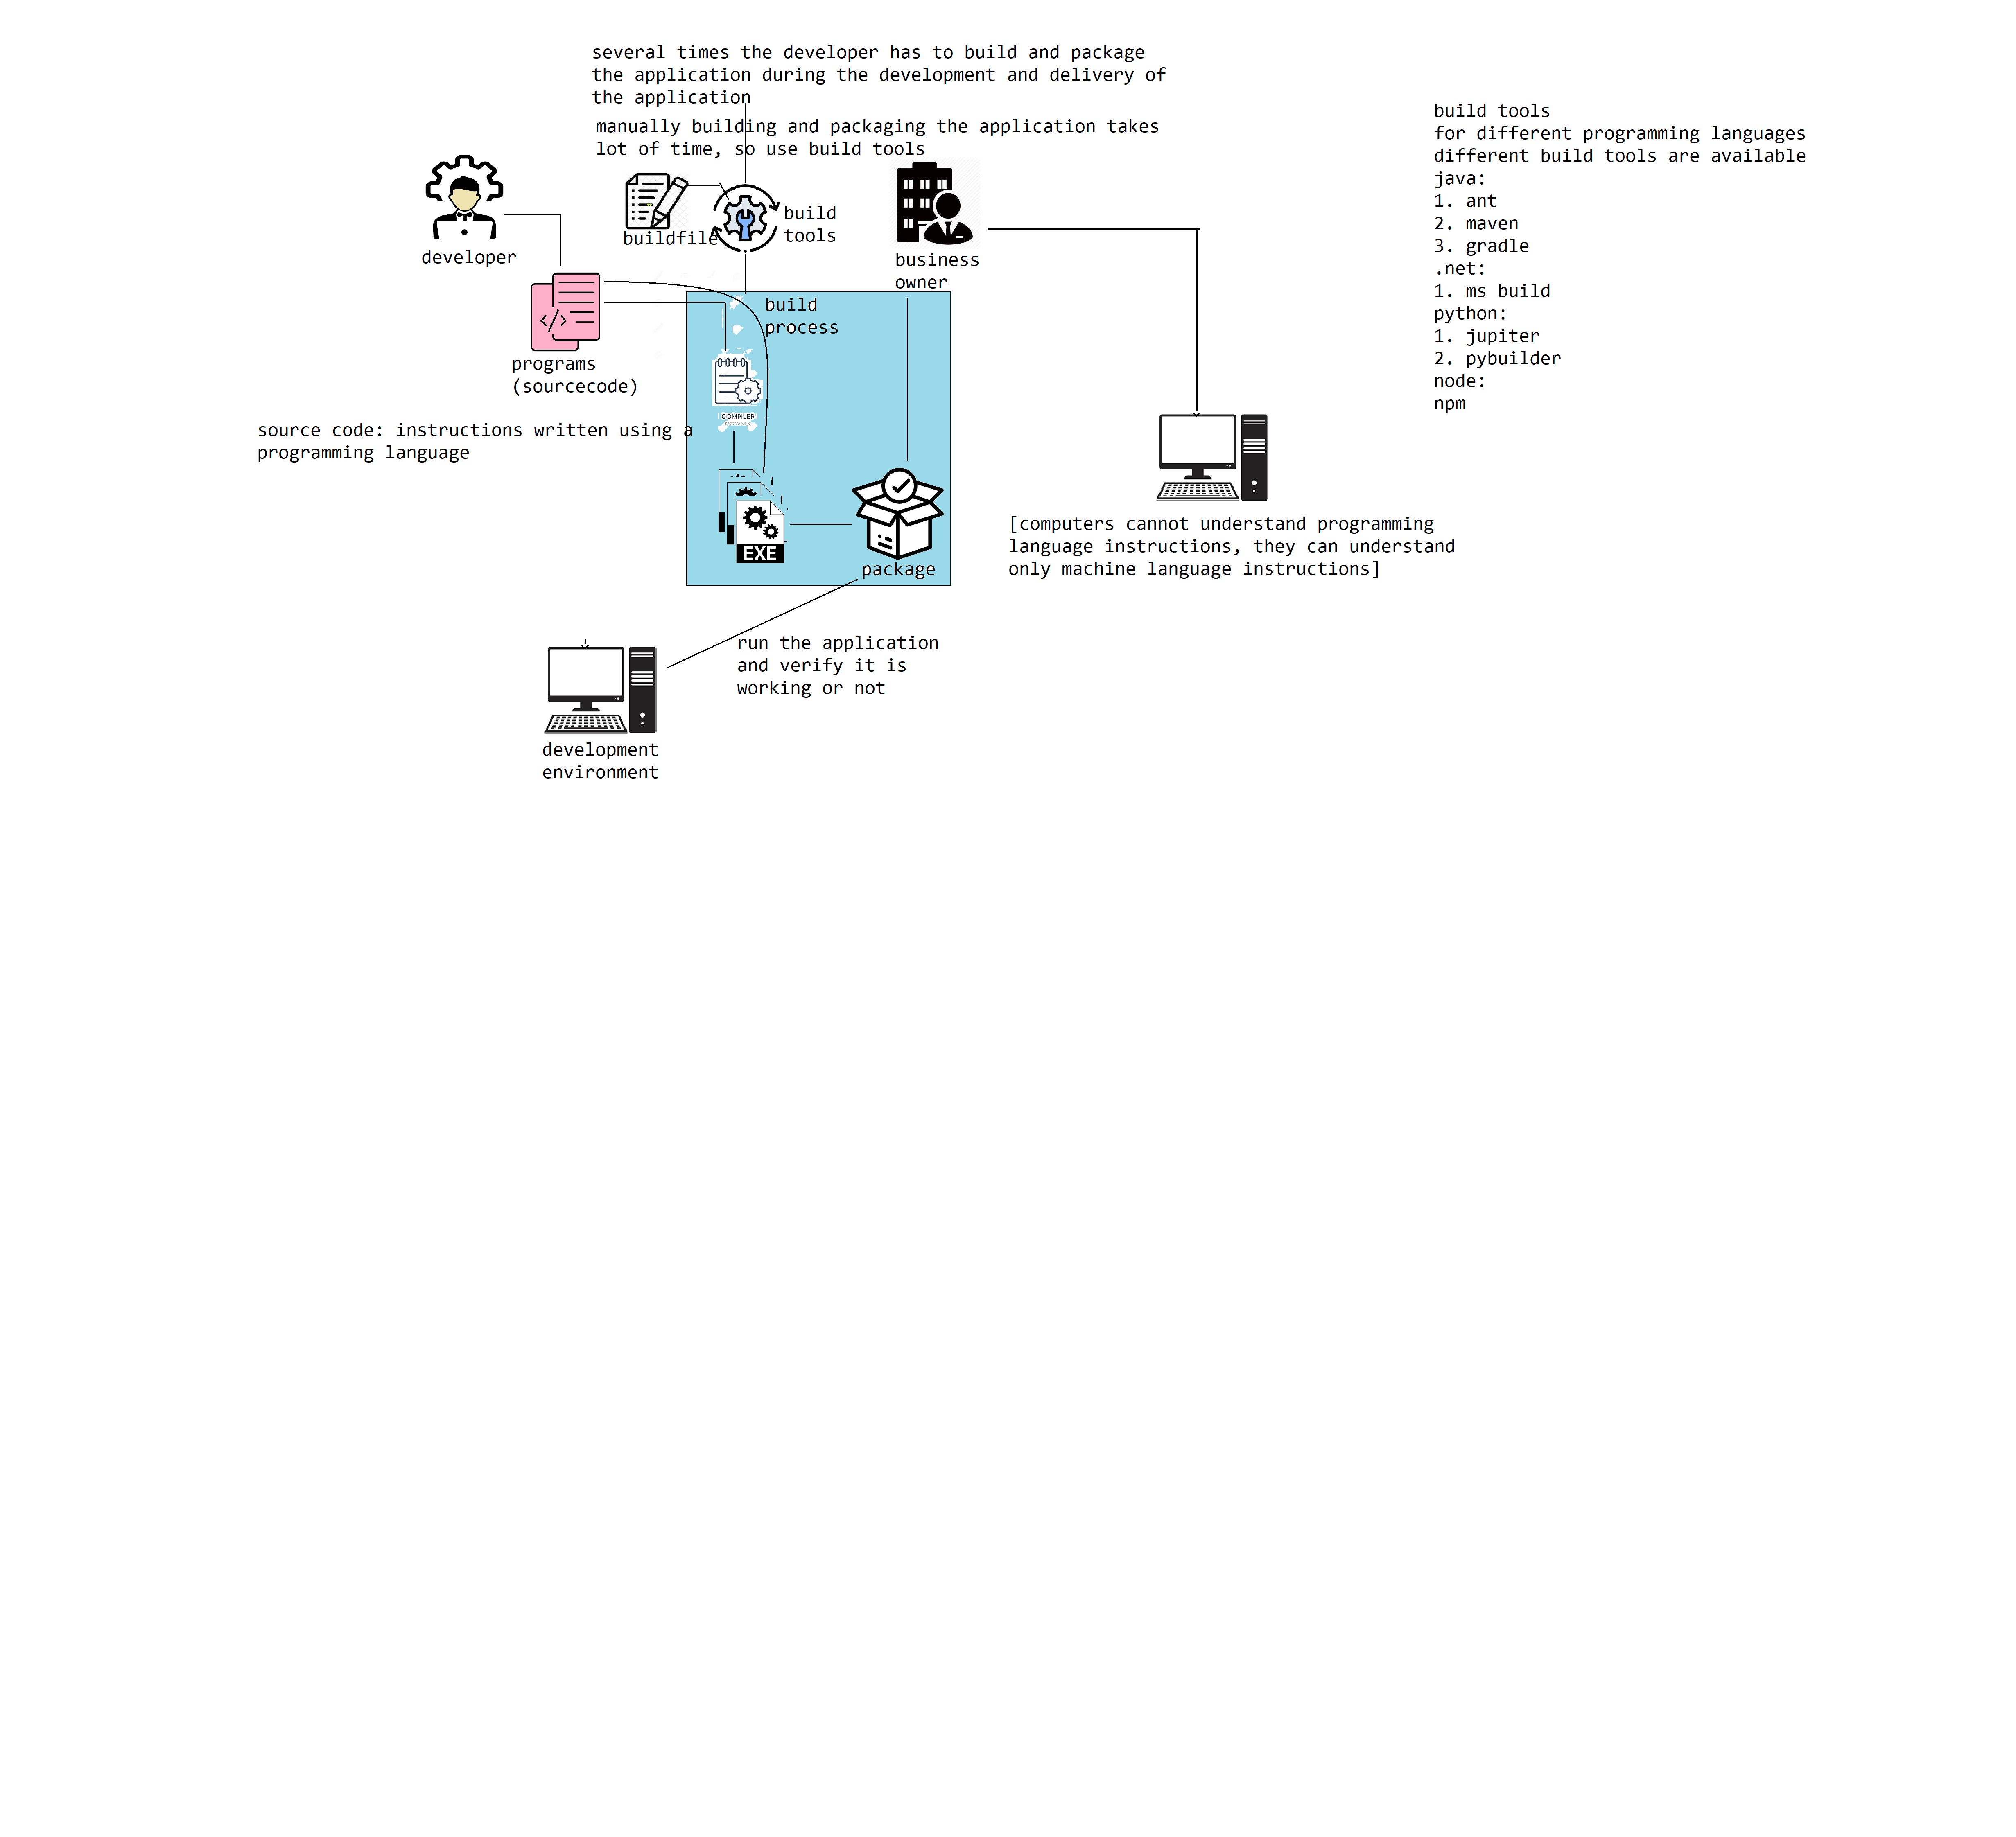 several times the developer has to build and package
the application during the development and delivery of
the application
manually building and packaging the application takes
lot of time, so use build tools
build tools
for different programming languages
different build tools are available
java:
1. ant
2. maven
3. gradle
.net:
1. ms build
python:
1. jupiter
2. pybuilder
node:
npm
developer
buildfile
build
tools
business
owner
programs
(sourcecode)
build
process
COMPILER
source code: instructions written using a
programming language
EXE
package
[computers cannot understand programming
language instructions, they can understand
only machine language instructions]
run the application
and verify it is
working or not
development
environment